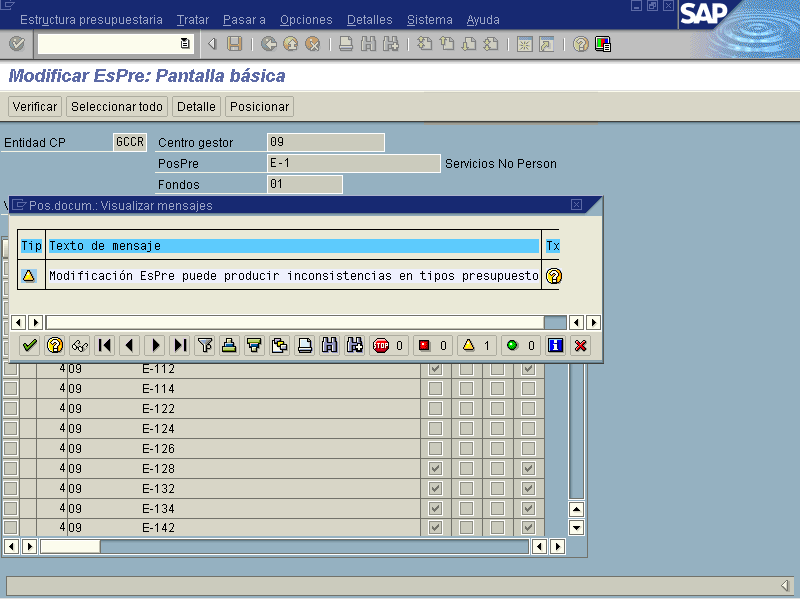 Estructura presupuestaria Tratar Pasar a Opciones Detalles Sistema Ayuda
SAP
Modificar EsPre: Pantalla básica
Verificar Seleccionar todo Detalle Posicionar
Entidad CP GCCR Centro gestor 09
PosPre E-1 Servicios No Person
Fondos 01
Pos.docum.: Visualizar mensajes
Tip Texto de mensaje Tx
Modificación EsPre puede producir inconsistencias en tipos presupuesto
STOP 0 0 1 0
4 09 E-112
4 09 E-114
4 09 E-122
4 09 E-124
4 09 E-126
4 09 E-128
4 09 E-132
4 09 E-134
4 09 E-142